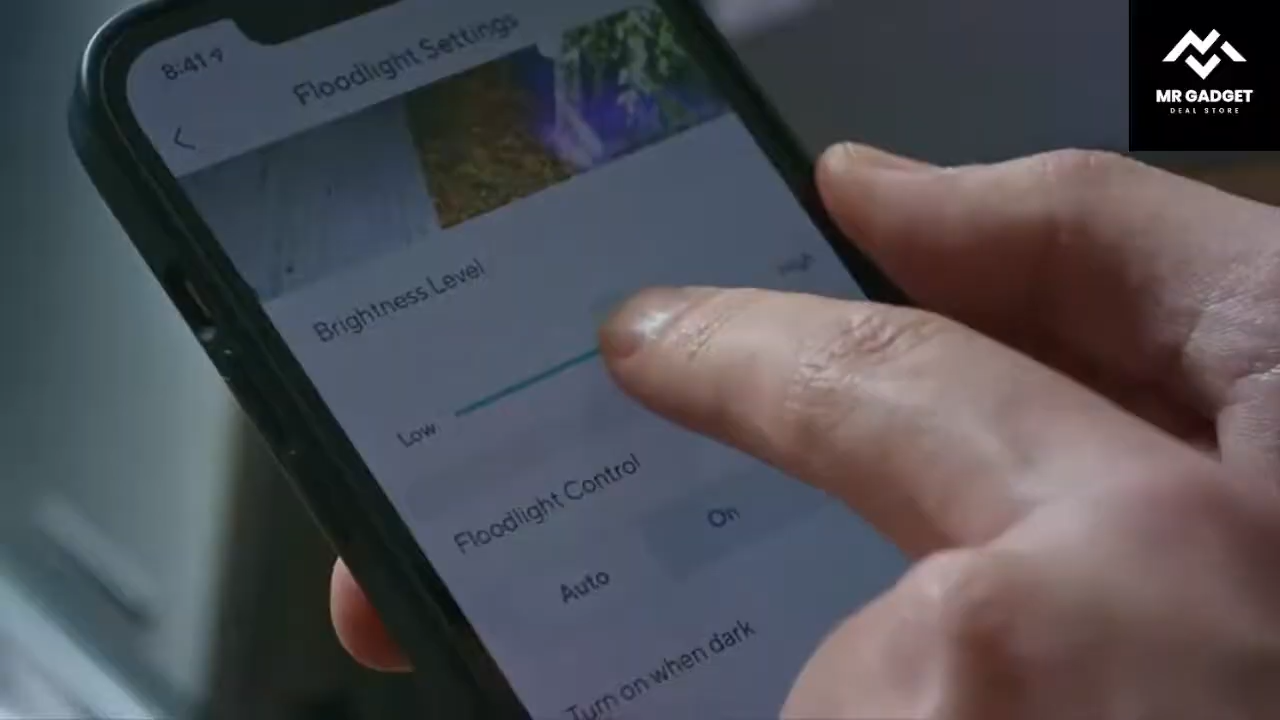 8:41
Floodlight Settings
MR GADGET
DEAL STORE
Brightness Level
High
Low
Floodlight Control
On
Auto
Turn on when dark